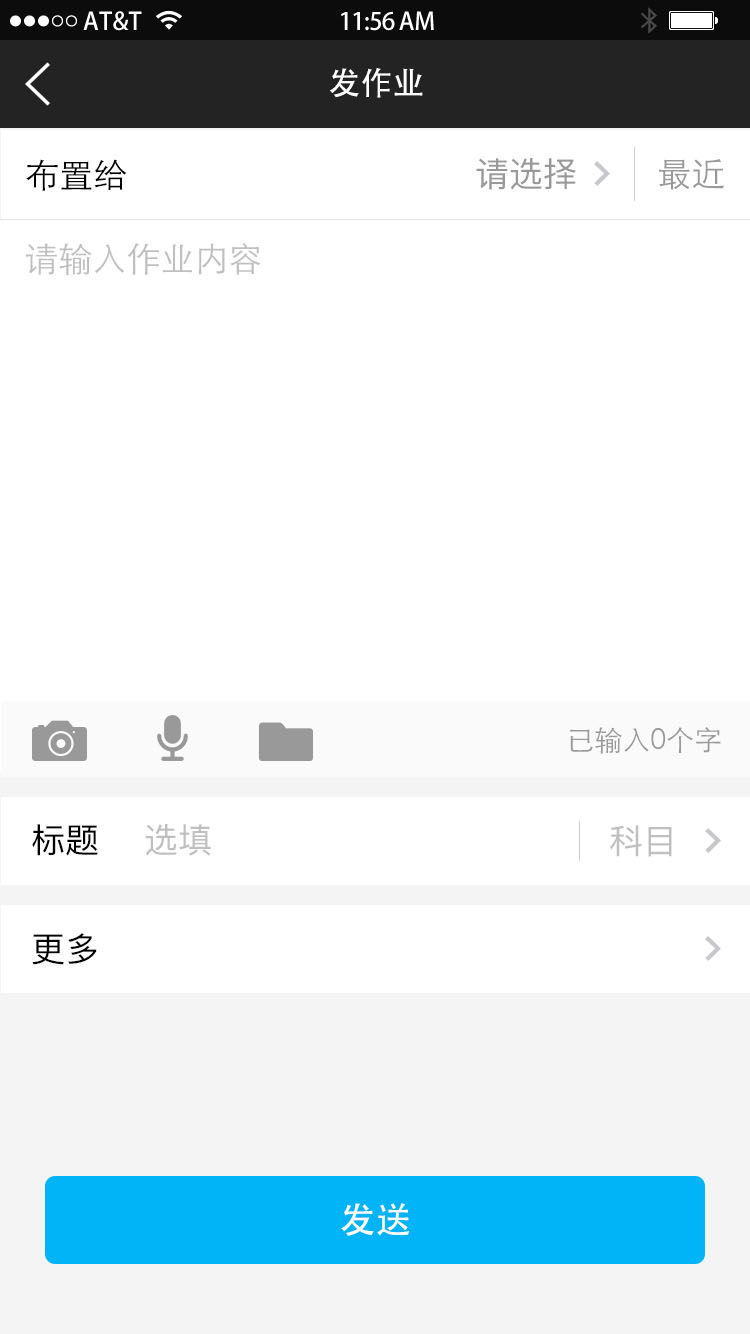 AT&T 11:56 AM
发作业
布置给 请选择 最近
请输入作业内容
已输入0个字
标题 选填 科目
更多
发送